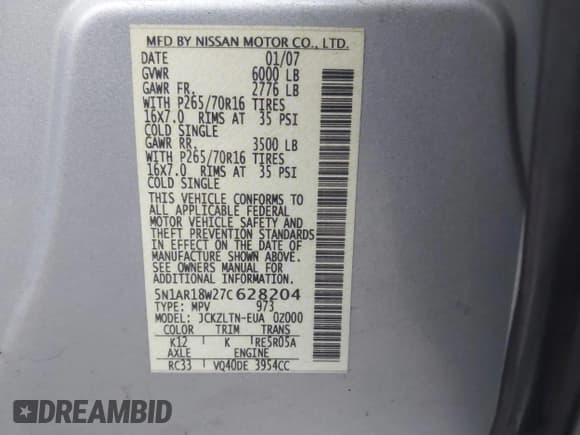 MFD BY NISSAN MOTOR CO., LTD.
DATE 01/07
GVWR 6000 LB
GAWR FR. 2776 LB
WITH P265/70R16 TIRES
16X7.0 RIMS AT 35 PSI
COLD SINGLE
GAWR RR. 3500 LB
WITH P265/70R16 TIRES
16X7.0 RIMS AT 35 PSI
COLD SINGLE
THIS VEHICLE CONFORMS TO
ALL APPLICABLE FEDERAL
MOTOR VEHICLE SAFETY AND
THEFT PREVENTION STANDARDS
IN EFFECT ON THE DATE OF
MANUFACTURE SHOWN ABOVE.
SEE OWNERS MANUAL FOR
ADDITIONAL INFORMATION.
5N1AR18W27C628204
TYPE: MPV 973
MODEL: JCKZLTN-EUA 0Z000
COLOR TRIM TRANS
K12 K RE5R05A
AXLE ENGINE
RC33 VQ40DE 3954CC
DREAMBID